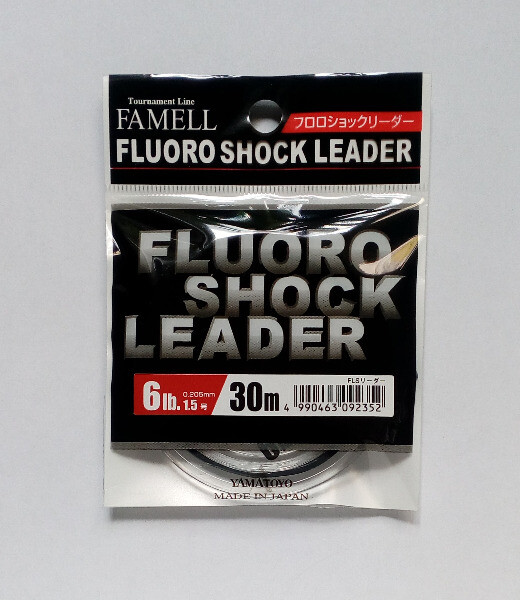 Tournament Line
FAMELL
フロロショックリーダー
FLUORO SHOCK LEADER
FLUORO
SHOCK
LEADER
FLSリーダー
6lb. 0.205mm 1.5号
30m
4 990463 092352
YAMATOYO
MADE IN JAPAN